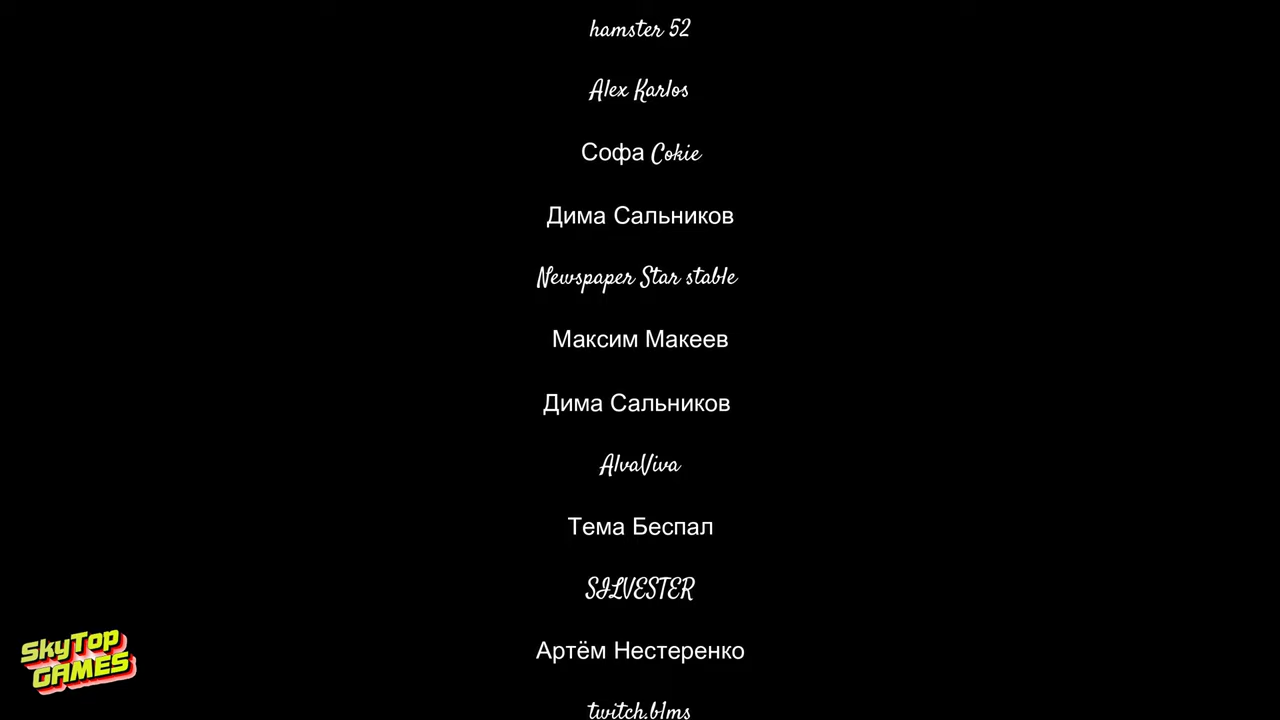 hamster 52
Alex Karlos
Софа Cokie
Дима Сальников
Newspaper Star stable
Максим Макеев
Дима Сальников
AlvaViva
Тема Беспал
SILVESTER
Артём Нестеренко
twitch.b1ms
SkyTop
GAMES